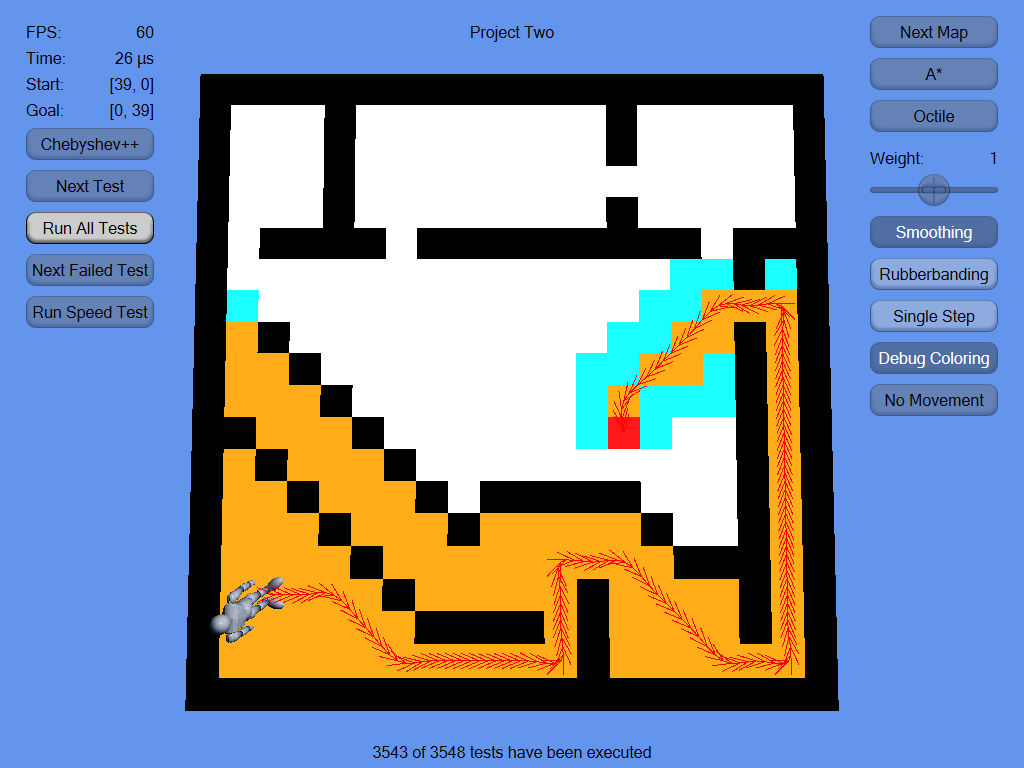 FPS: 60
Time: 26 µs
Start: [39, 0]
Goal: [0, 39]
Chebyshev++
Next Test
Run All Tests
Next Failed Test
Run Speed Test
Project Two
Next Map
A*
Octile
Weight: 1
Smoothing
Rubberbanding
Single Step
Debug Coloring
No Movement
3543 of 3548 tests have been executed